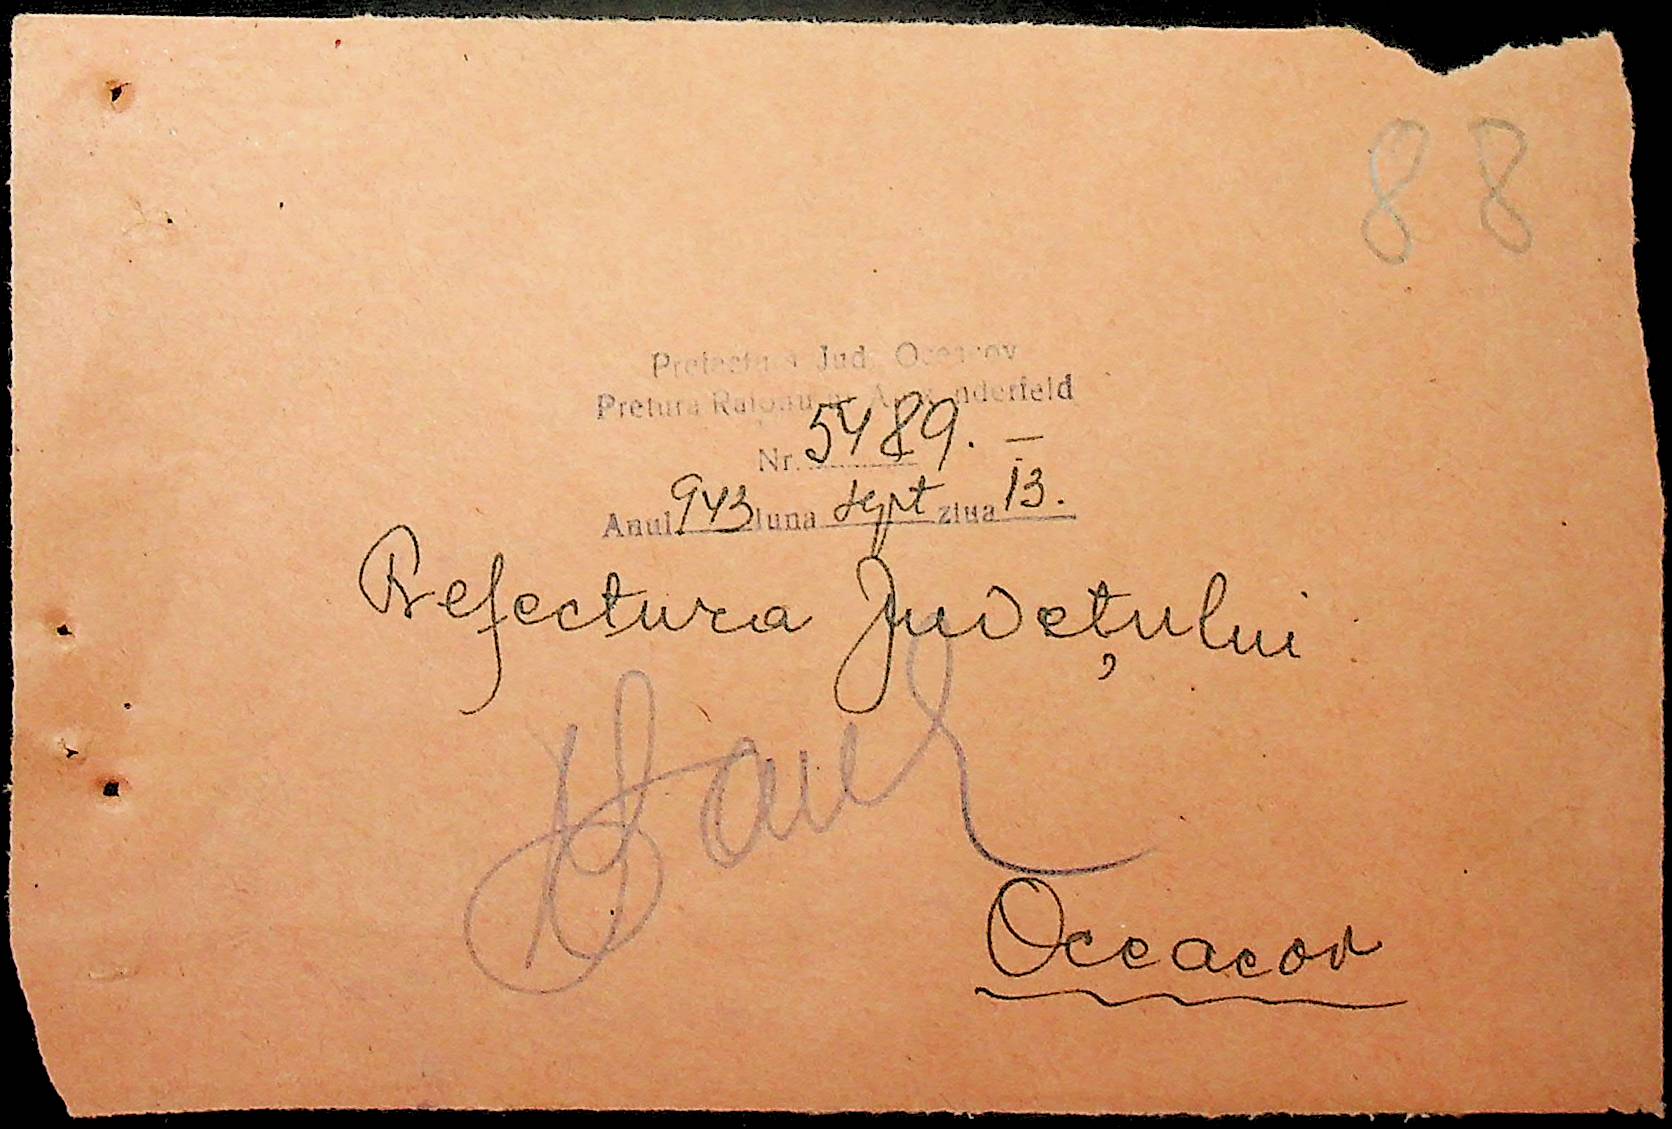 88
Prefectura Jud. Oceacov
Pretura Raionului Alexanderfeld
Nr. 5489. —
Anul 943 luna sept ziua 13.
Prefectura Județului
Oceacov